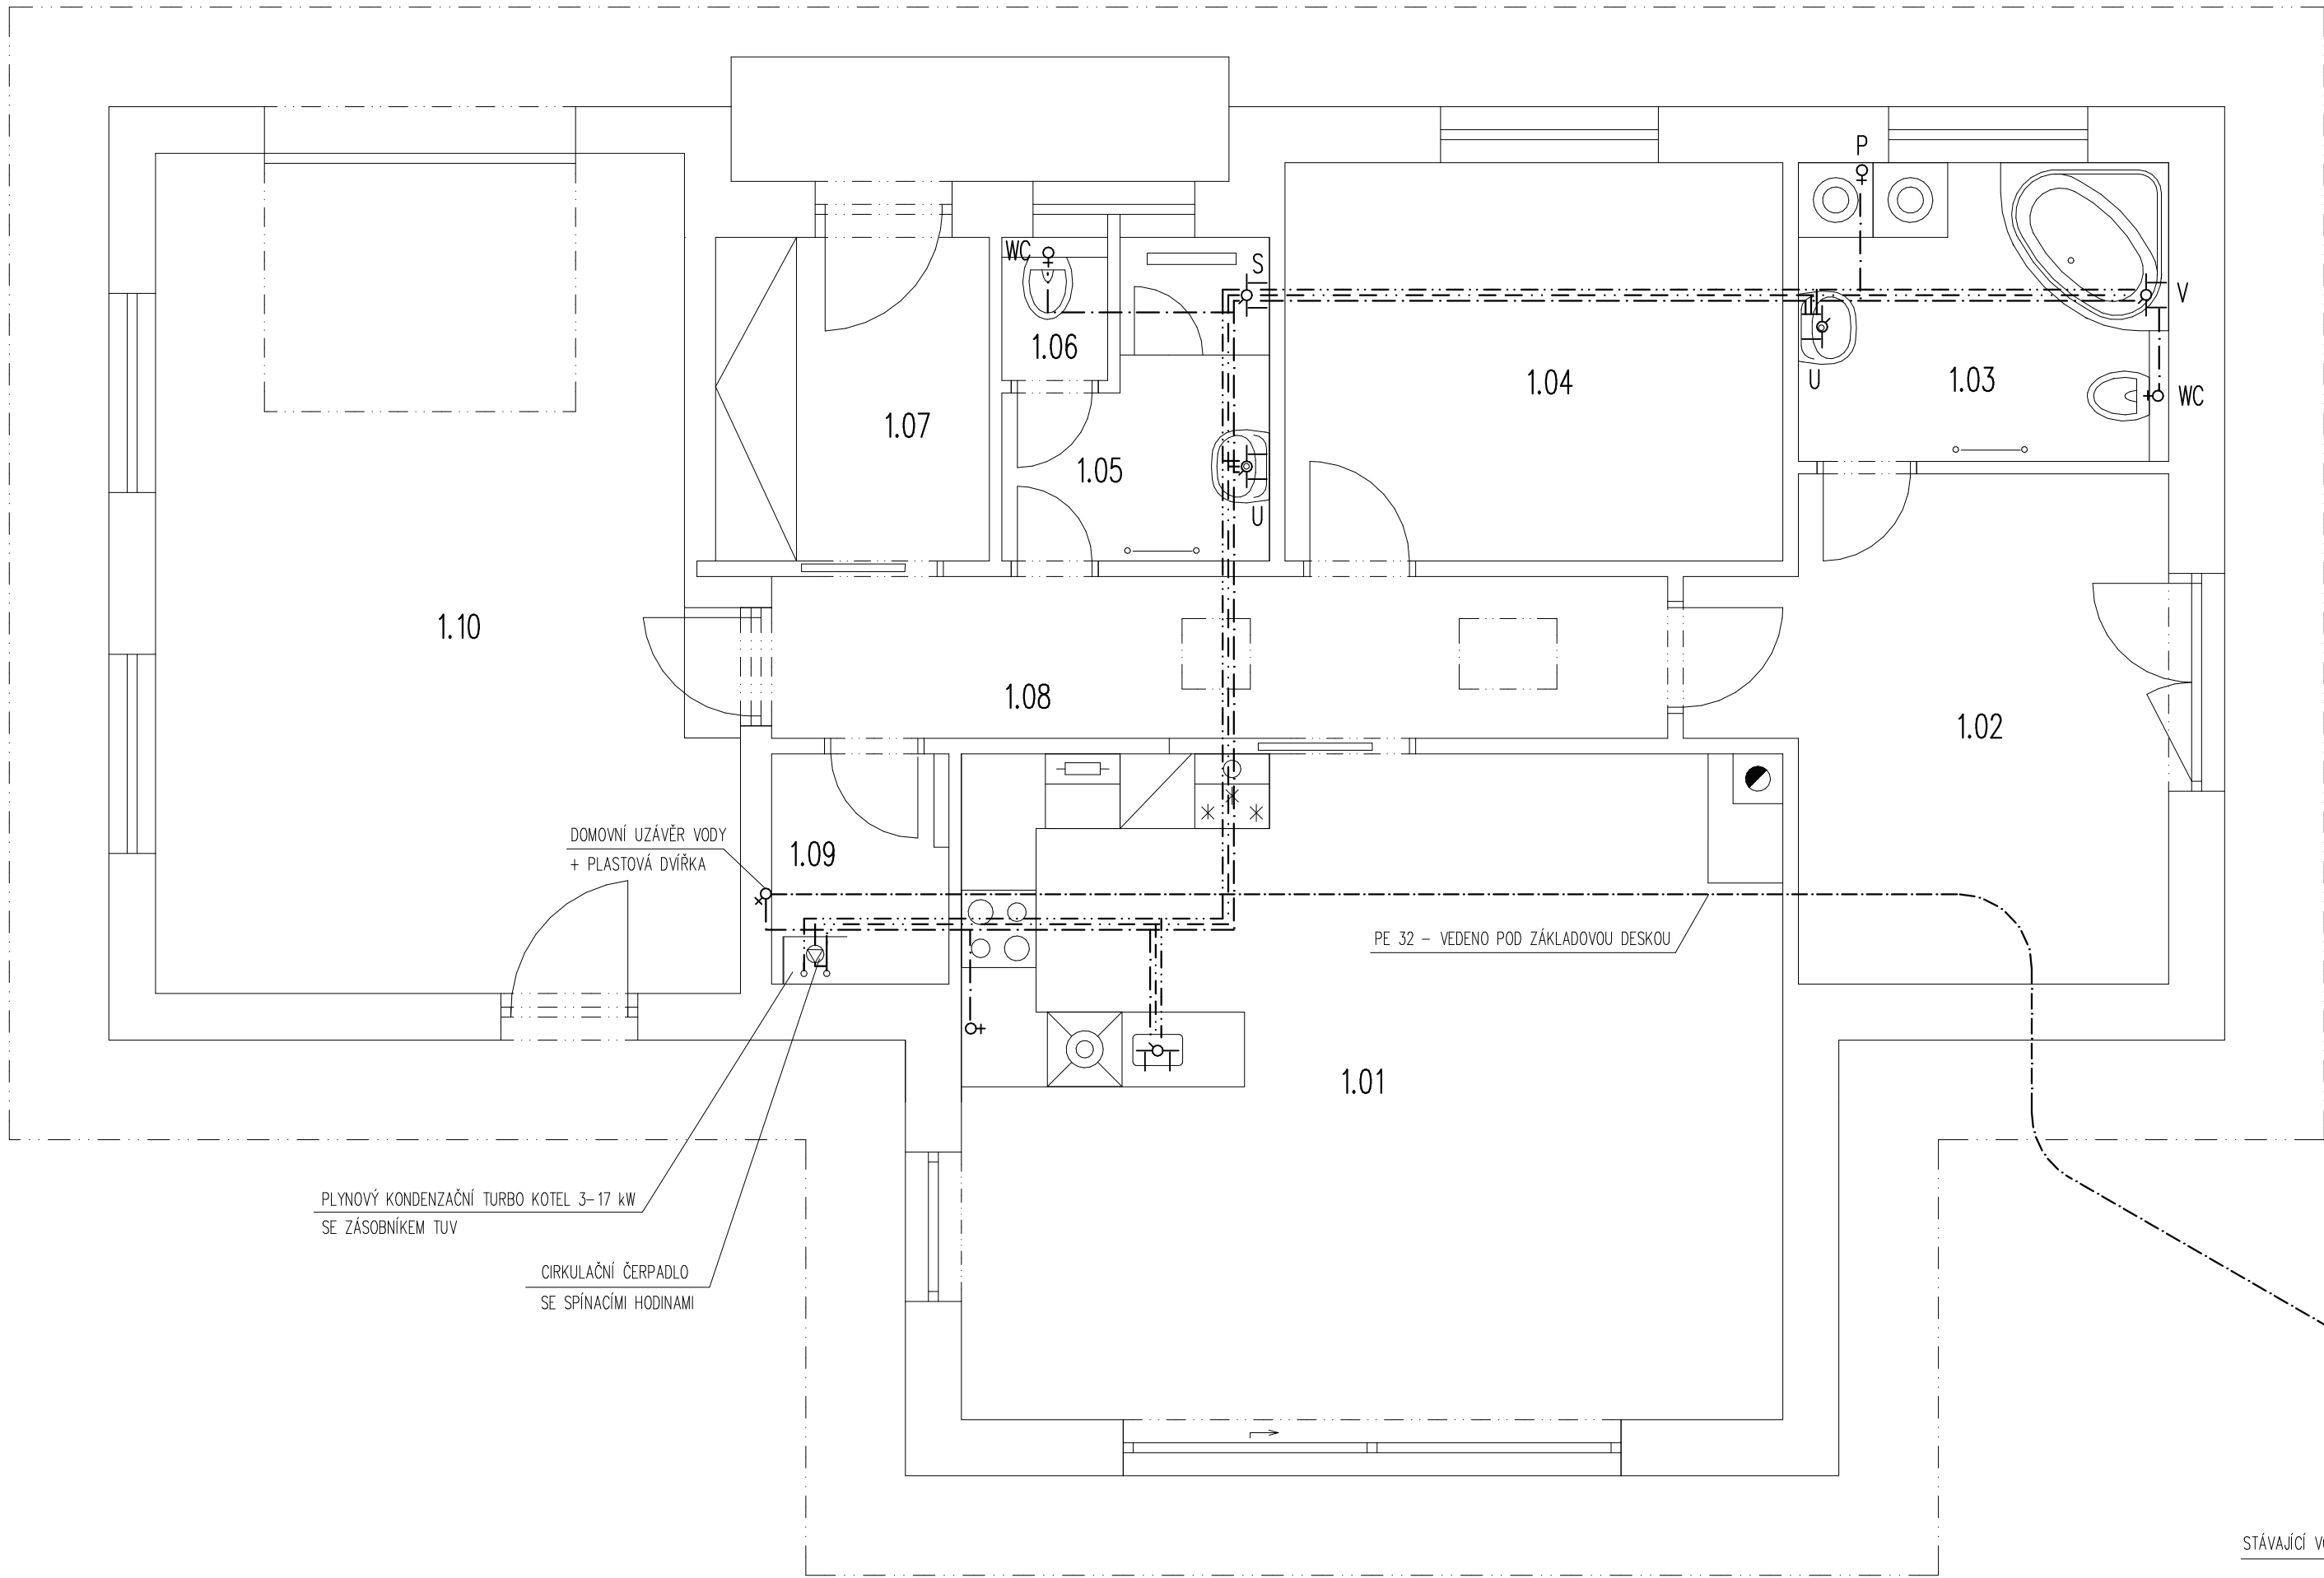 P
WC
S
V
1.06
1.04
U
1.03
WC
1.07
1.05
U
1.10
1.08
1.02
DOMOVNÍ UZÁVĚR VODY
+ PLASTOVÁ DVÍŘKA
1.09
PE 32 – VEDENO POD ZÁKLADOVOU DESKOU
1.01
PLYNOVÝ KONDENZAČNÍ TURBO KOTEL 3–17 kW
SE ZÁSOBNÍKEM TUV
CIRKULAČNÍ ČERPADLO
SE SPÍNACÍMI HODINAMI
STÁVAJÍCÍ